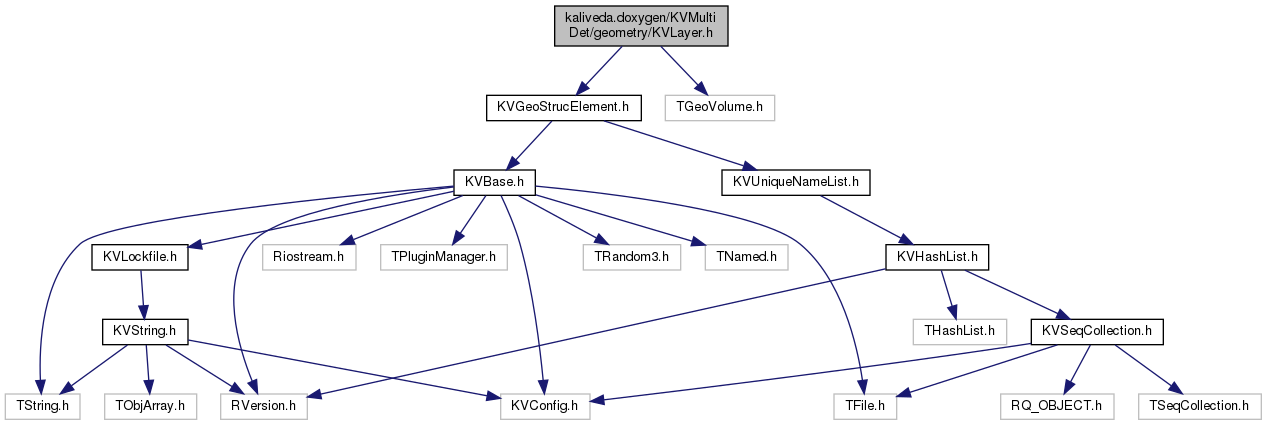 kaliveda.doxygen/KVMulti
Det/geometry/KVLayer.h
KVGeoStrucElement.h
TGeoVolume.h
KVBase.h
KVUniqueNameList.h
KVLockfile.h
Riostream.h
TPluginManager.h
TRandom3.h
TNamed.h
KVHashList.h
KVString.h
THashList.h
KVSeqCollection.h
TString.h
TObjArray.h
RVersion.h
KVConfig.h
TFile.h
RQ_OBJECT.h
TSeqCollection.h